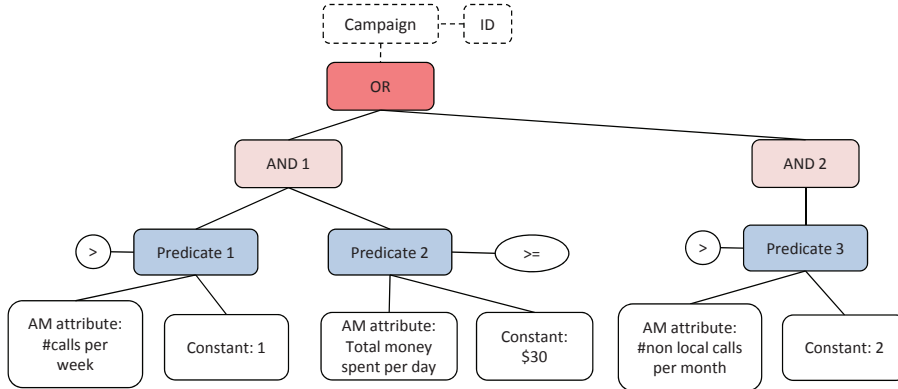 Campaign
ID
OR
AND 1
AND 2
>
Predicate 1
Predicate 2
>=
>
Predicate 3
AM attribute:
#calls per
week
Constant: 1
AM attribute:
Total money
spent per day
Constant:
$30
AM attribute:
#non local calls
per month
Constant: 2